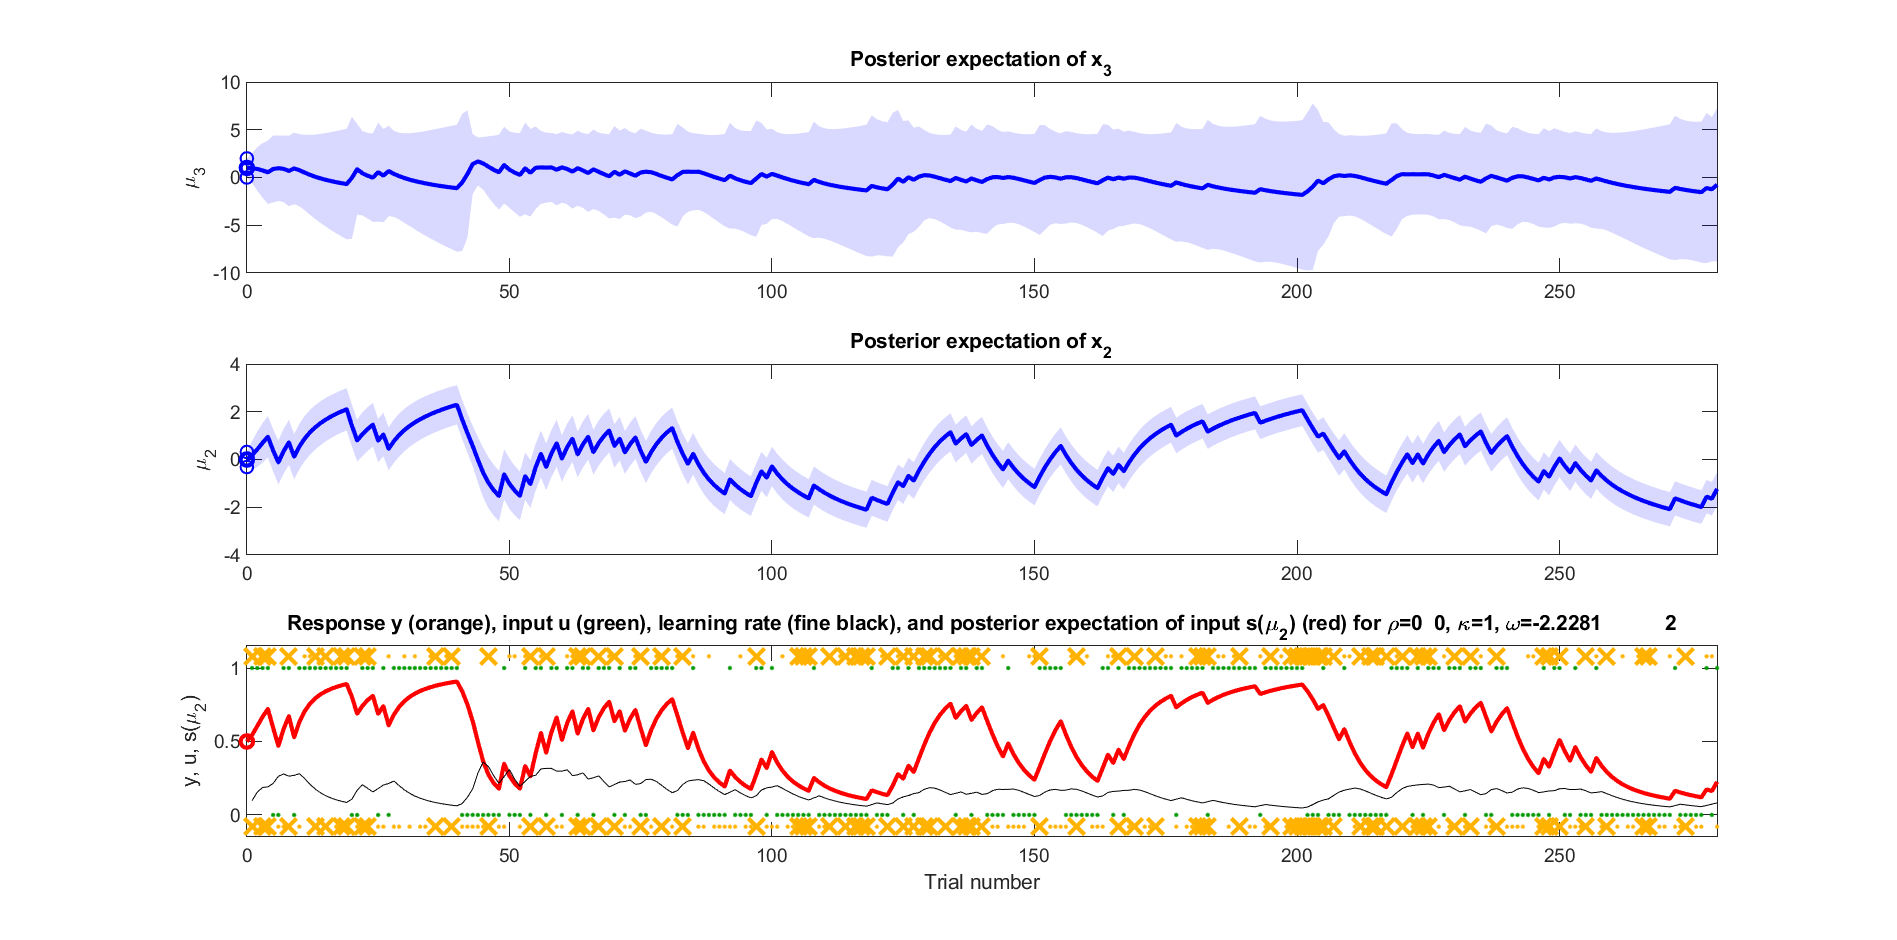 Posterior expectation of x3
10
5
0
-5
-10
μ3
0 50 100 150 200 250
Posterior expectation of x2
4
2
0
-2
-4
μ2
0 50 100 150 200 250
Response y (orange), input u (green), learning rate (fine black), and posterior expectation of input s(μ2) (red) for ρ=0 0, κ=1, ω=-2.2281 2
1
0.5
0
y, u, s(μ2)
0 50 100 150 200 250
Trial number